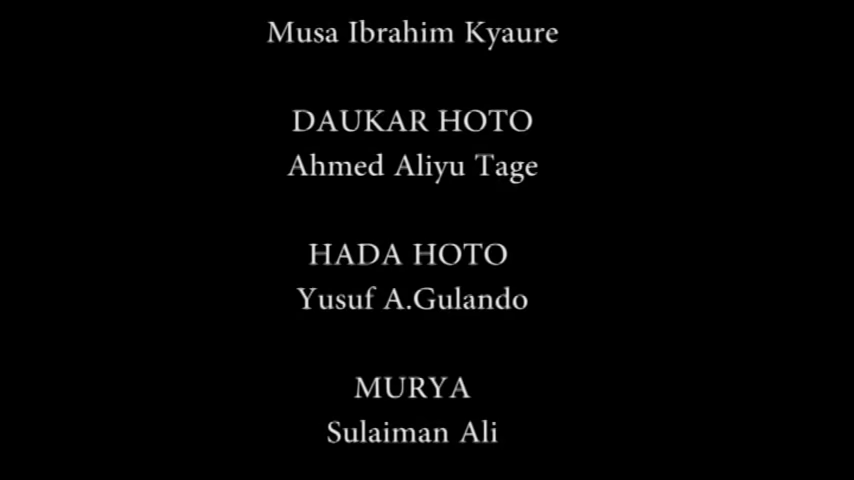 Musa Ibrahim Kyaure
DAUKAR HOTO
Ahmed Aliyu Tage
HADA HOTO
Yusuf A.Gulando
MURYA
Sulaiman Ali